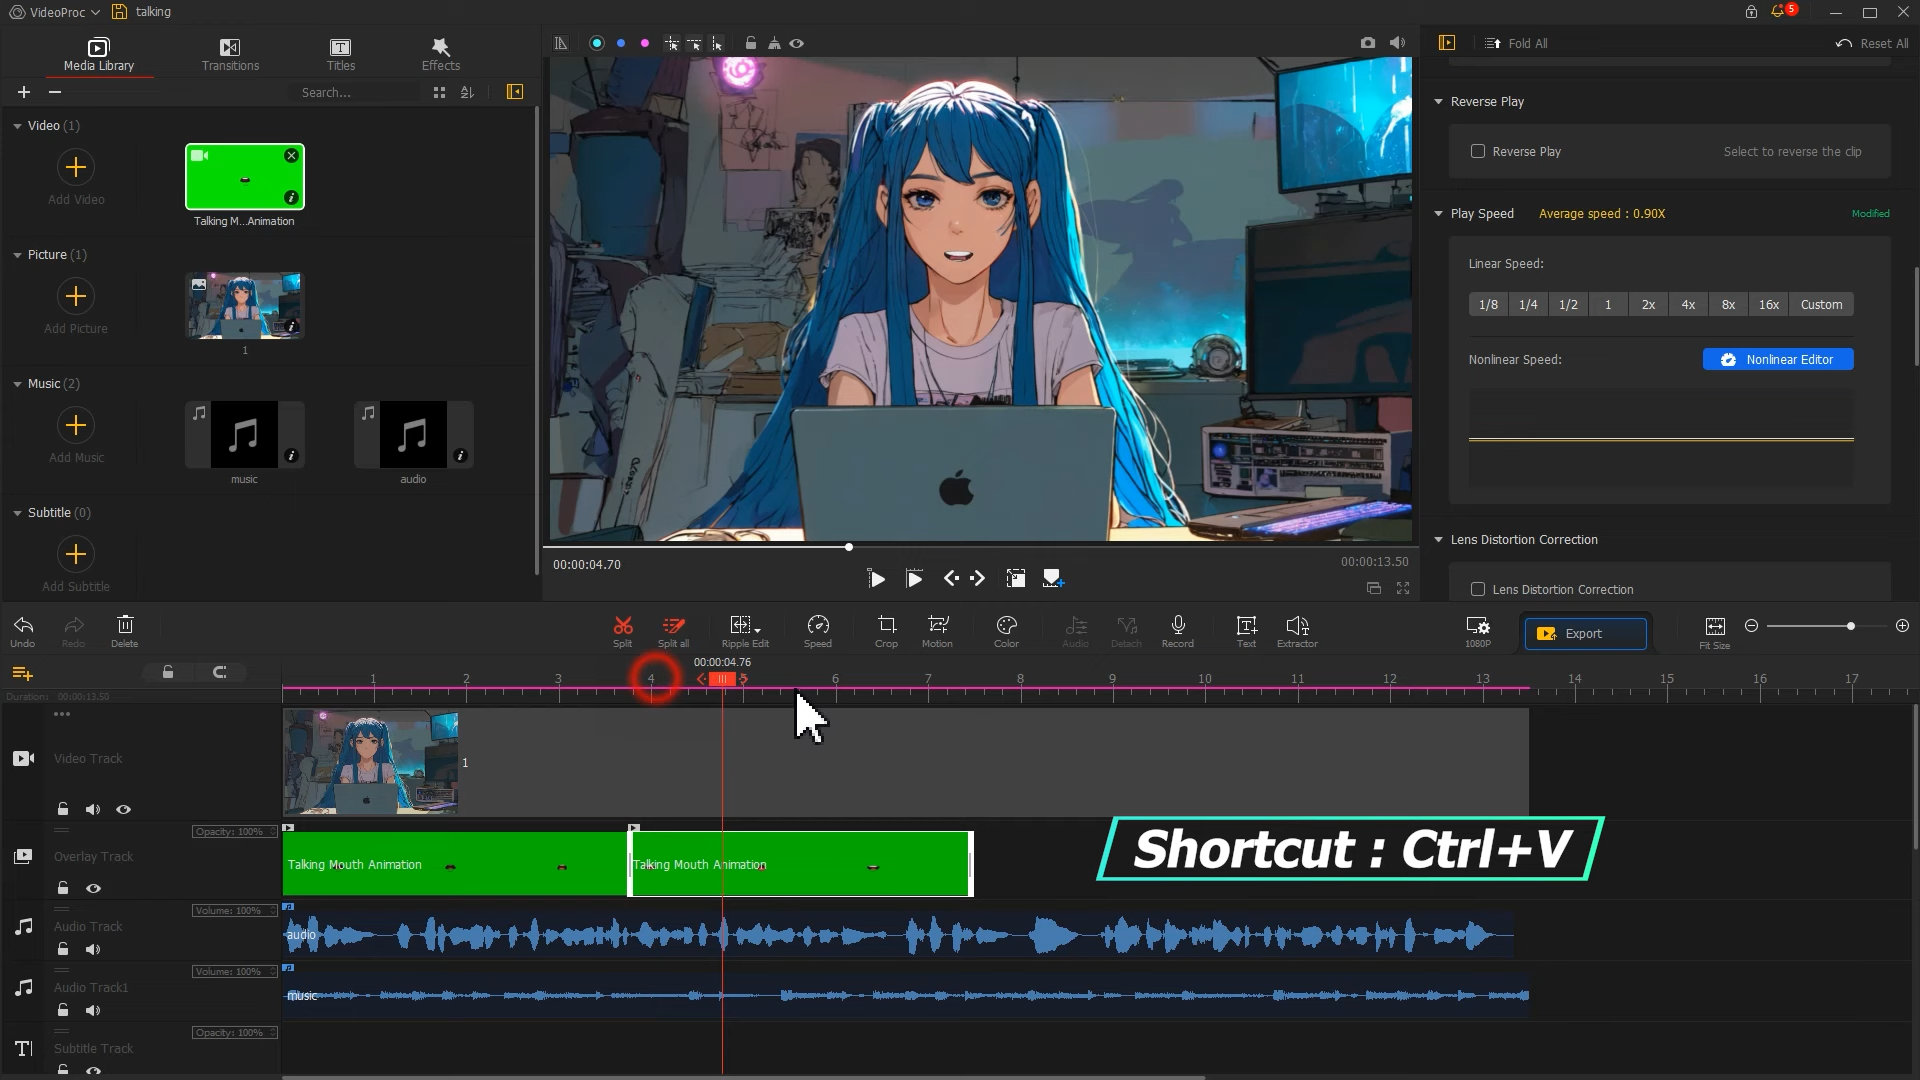 VideoProc
talking
5
Media Library
Transitions
Titles
Effects
Fold All
Reset All
Search...
Video (1)
Add Video
Talking M...Animation
Picture (1)
Add Picture
1
Music (2)
Add Music
music
audio
Subtitle (0)
Add Subtitle
00:00:04.70
00:00:13.50
Reverse Play
Reverse Play
Select to reverse the clip
Play Speed
Average speed : 0.90X
Modified
Linear Speed:
1/8
1/4
1/2
1
2x
4x
8x
16x
Custom
Nonlinear Speed:
Nonlinear Editor
Lens Distortion Correction
Lens Distortion Correction
Undo
Redo
Delete
Split
Split all
Ripple Edit
Speed
Crop
Motion
Color
Audio
Detach
Record
Text
Extractor
1080P
Export
Fit Size
00:00:04.76
1 2 3 4 5 6 7 8 9 10 11 12 13 14 15 16 17
Duration: 00:00:13.50
Video Track
1
Opacity: 100%
Overlay Track
Talking Mouth Animation
Talking Mouth Animation
Shortcut : Ctrl+V
Volume: 100%
Audio Track
audio
Volume: 100%
Audio Track1
music
Opacity: 100%
Subtitle Track